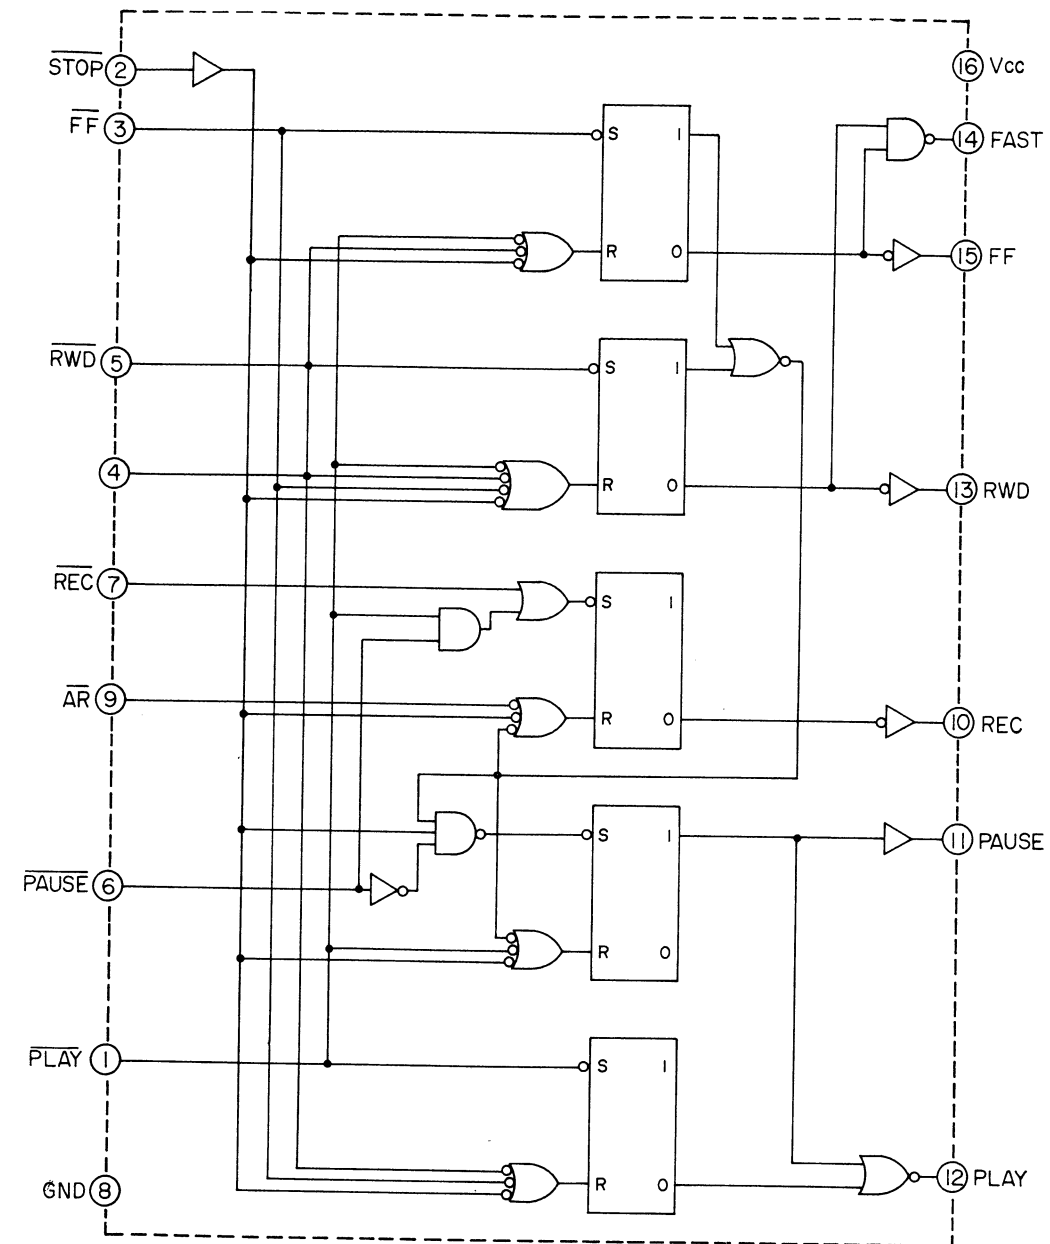 STOP 2
16 Vcc
FF 3
S 1
14 FAST
R 0
15 FF
RWD 5
S 1
4
R 0
13 RWD
REC 7
S 1
AR 9
R 0
10 REC
S 1
11 PAUSE
PAUSE 6
R 0
PLAY 1
S 1
GND 8
R 0
12 PLAY